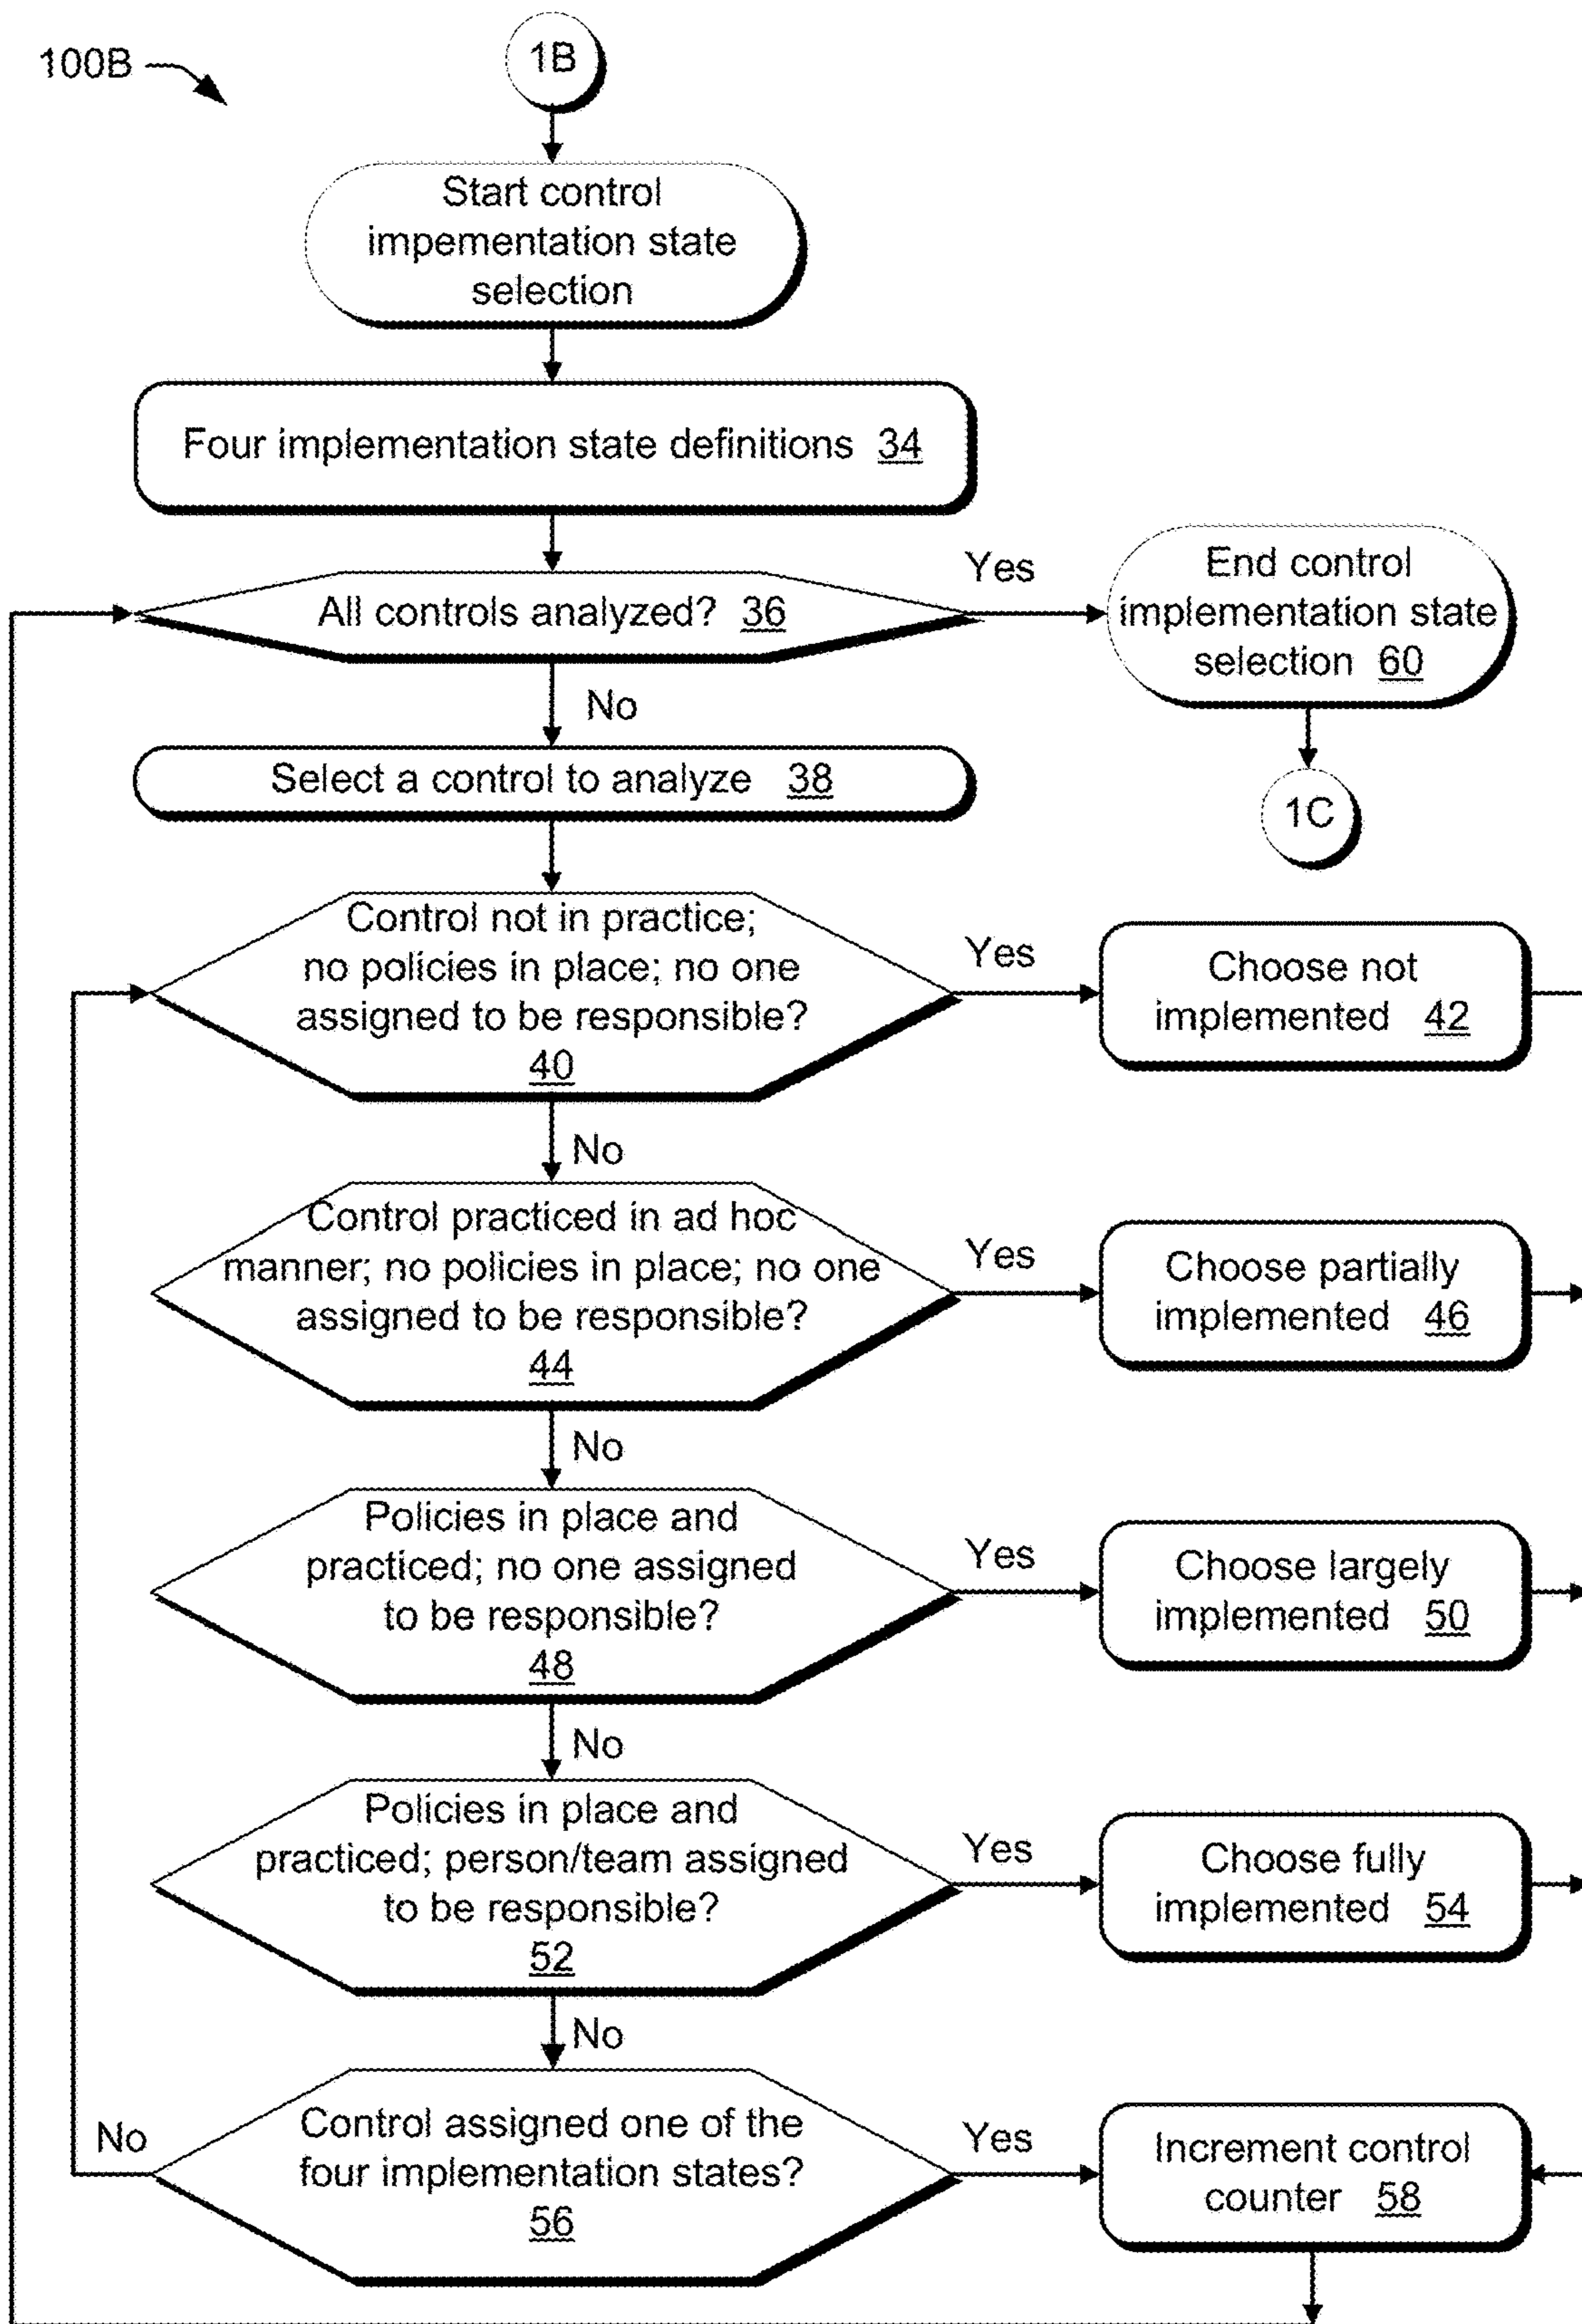 100B
1B
Start control
impementation state
selection
Four implementation state definitions 34
All controls analyzed? 36
Yes
End control
implementation state
selection 60
No
1C
Select a control to analyze 38
Control not in practice;
no policies in place; no one
assigned to be responsible?
40
Yes
Choose not
implemented 42
No
Control practiced in ad hoc
manner; no policies in place; no one
assigned to be responsible?
44
Yes
Choose partially
implemented 46
No
Policies in place and
practiced; no one assigned
to be responsible?
48
Yes
Choose largely
implemented 50
No
Policies in place and
practiced; person/team assigned
to be responsible?
52
Yes
Choose fully
implemented 54
No
Control assigned one of the
four implementation states?
56
No
Yes
Increment control
counter 58